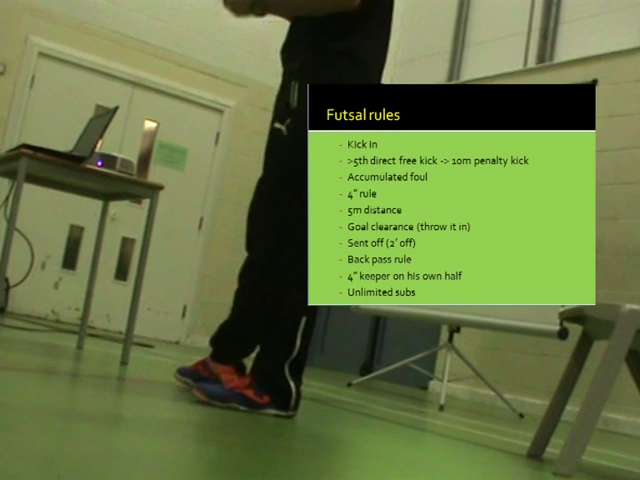 Futsal rules
- Kick in
- >5th direct free kick -> 10m penalty kick
- Accumulated foul
- 4" rule
- 5m distance
- Goal clearance (throw it in)
- Sent off (2' off)
- Back pass rule
- 4" keeper on his own half
- Unlimited subs